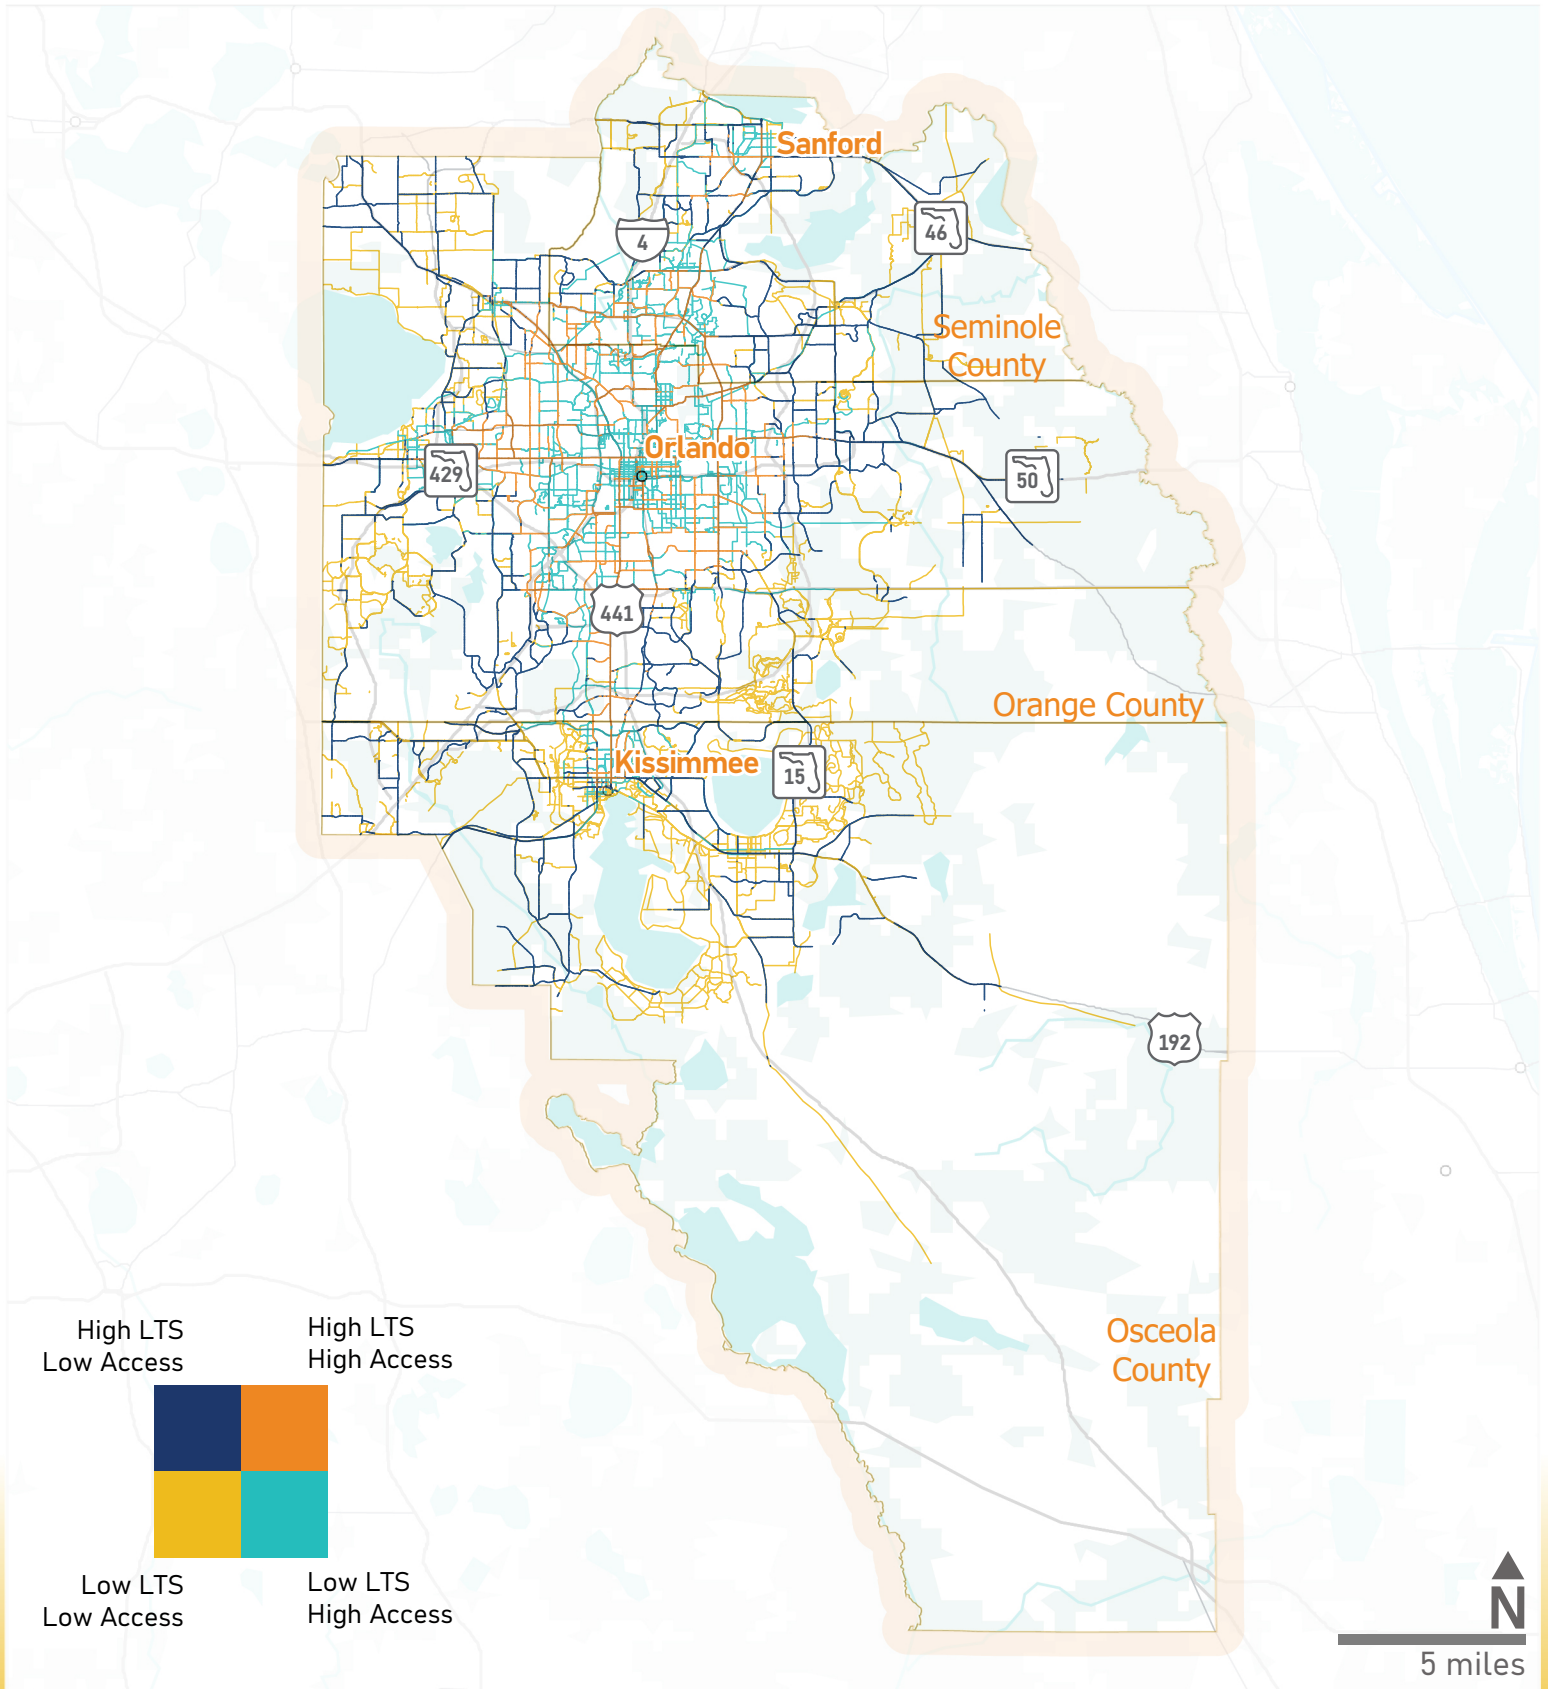 Sanford
4
46
Seminole
County
Orlando
429
50
441
Orange County
Kissimmee
15
192
Osceola
County
High LTS
Low Access
High LTS
High Access
Low LTS
Low Access
Low LTS
High Access
N
5 miles